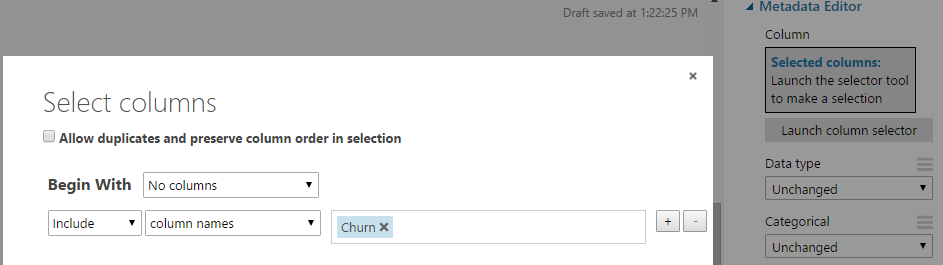 Draft saved at 1:22:25 PM
Metadata Editor
Column
Selected columns:
Launch the selector tool
to make a selection
Launch column selector
Data type
Unchanged
Categorical
Unchanged
×
Select columns
Allow duplicates and preserve column order in selection
Begin With No columns
Include column names Churn × + -